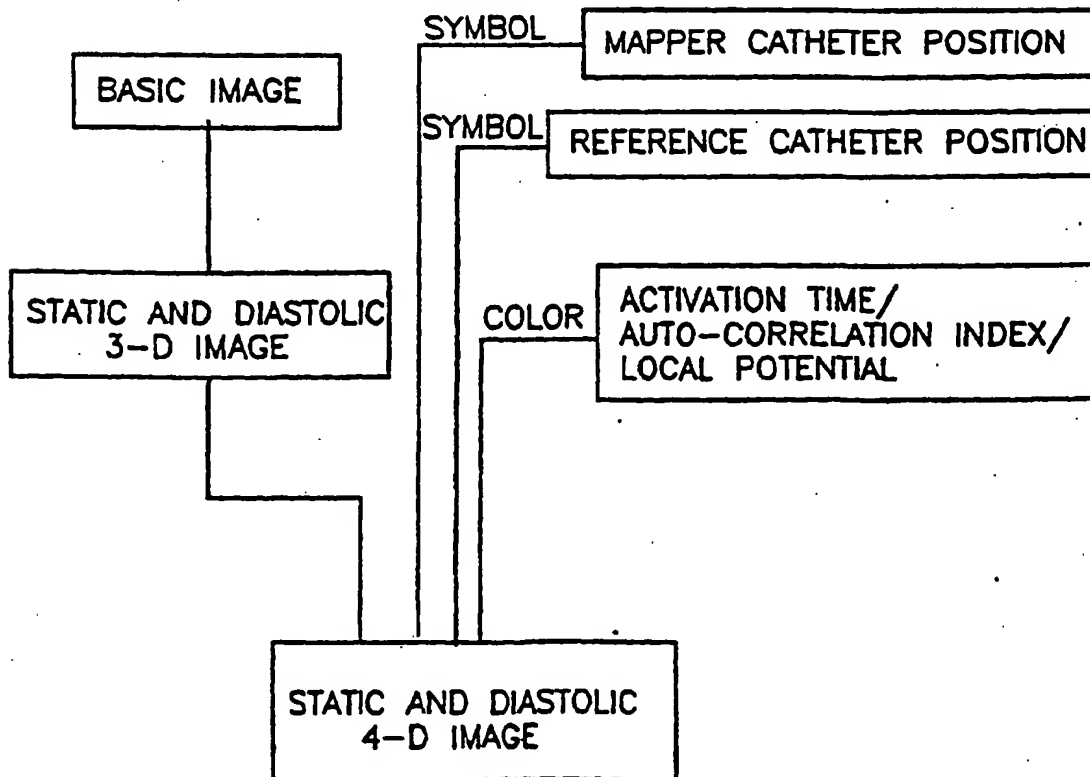 SYMBOL
MAPPER CATHETER POSITION
BASIC IMAGE
SYMBOL
REFERENCE CATHETER POSITION
STATIC AND DIASTOLIC
3-D IMAGE
COLOR
ACTIVATION TIME/
AUTO-CORRELATION INDEX/
LOCAL POTENTIAL
STATIC AND DIASTOLIC
4-D IMAGE